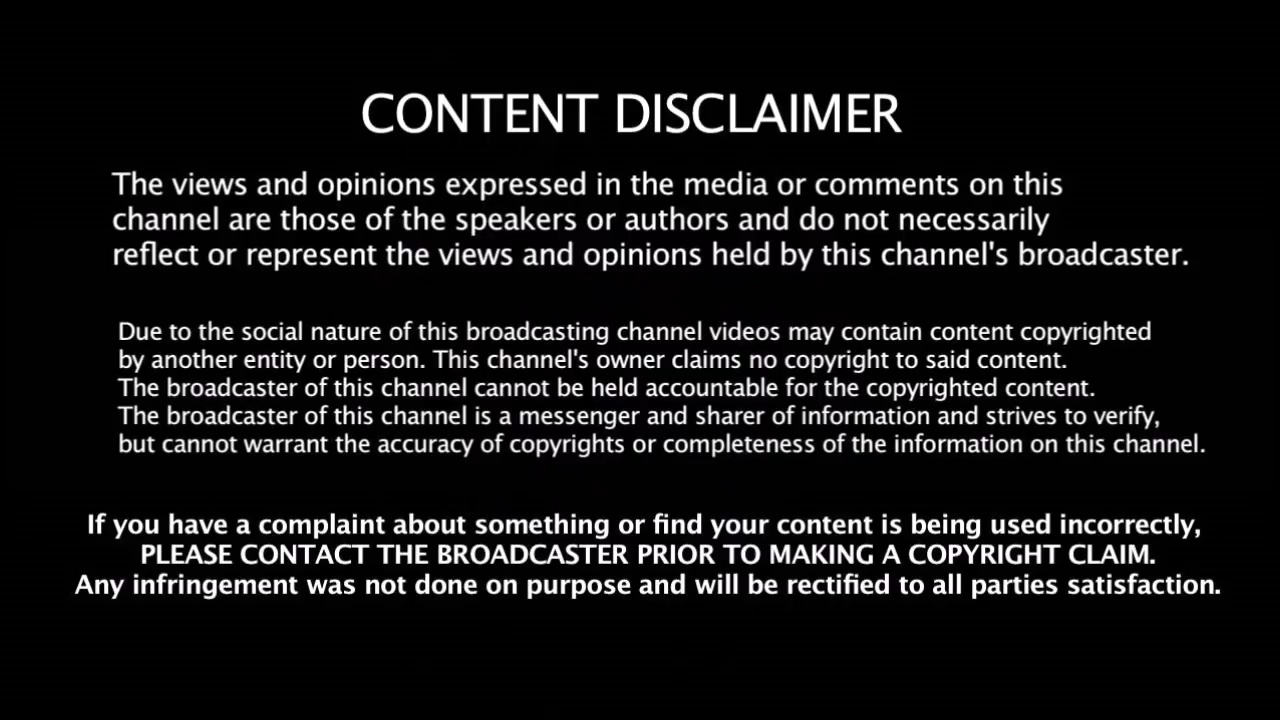 CONTENT DISCLAIMER
The views and opinions expressed in the media or comments on this
channel are those of the speakers or authors and do not necessarily
reflect or represent the views and opinions held by this channel's broadcaster.
Due to the social nature of this broadcasting channel videos may contain content copyrighted
by another entity or person. This channel's owner claims no copyright to said content.
The broadcaster of this channel cannot be held accountable for the copyrighted content.
The broadcaster of this channel is a messenger and sharer of information and strives to verify,
but cannot warrant the accuracy of copyrights or completeness of the information on this channel.
If you have a complaint about something or find your content is being used incorrectly,
PLEASE CONTACT THE BROADCASTER PRIOR TO MAKING A COPYRIGHT CLAIM.
Any infringement was not done on purpose and will be rectified to all parties satisfaction.